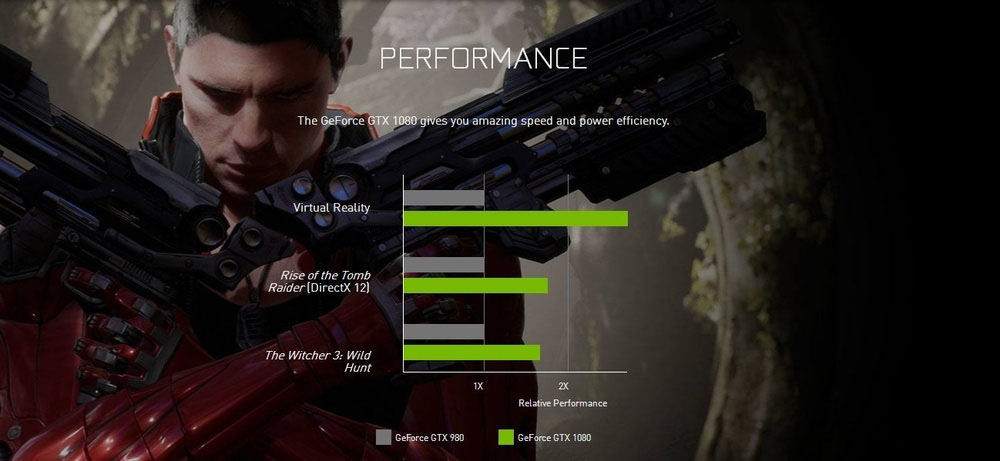 PERFORMANCE
The GeForce GTX 1080 gives you amazing speed and power efficiency.
Virtual Reality
Rise of the Tomb
Raider (DirectX 12)
The Witcher 3: Wild
Hunt
1X 2X
Relative Performance
GeForce GTX 980 GeForce GTX 1080